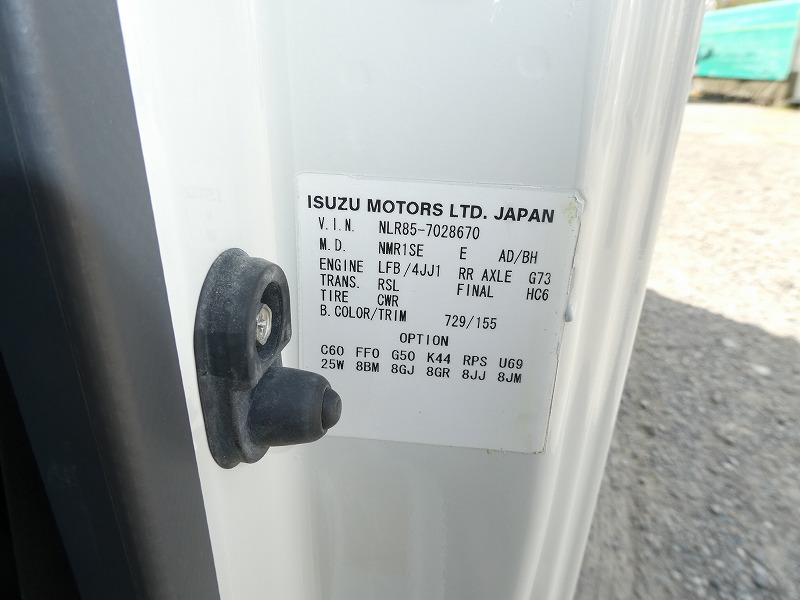 ISUZU MOTORS LTD. JAPAN
V.I.N. NLR85-7028670
M.D. NMR1SE E AD/BH
ENGINE LFB/4JJ1 RR AXLE G73
TRANS. RSL FINAL HC6
TIRE CWR
B.COLOR/TRIM 729/155
OPTION
C60 FF0 G50 K44 RPS U69
25W 8BM 8GJ 8GR 8JJ 8JM